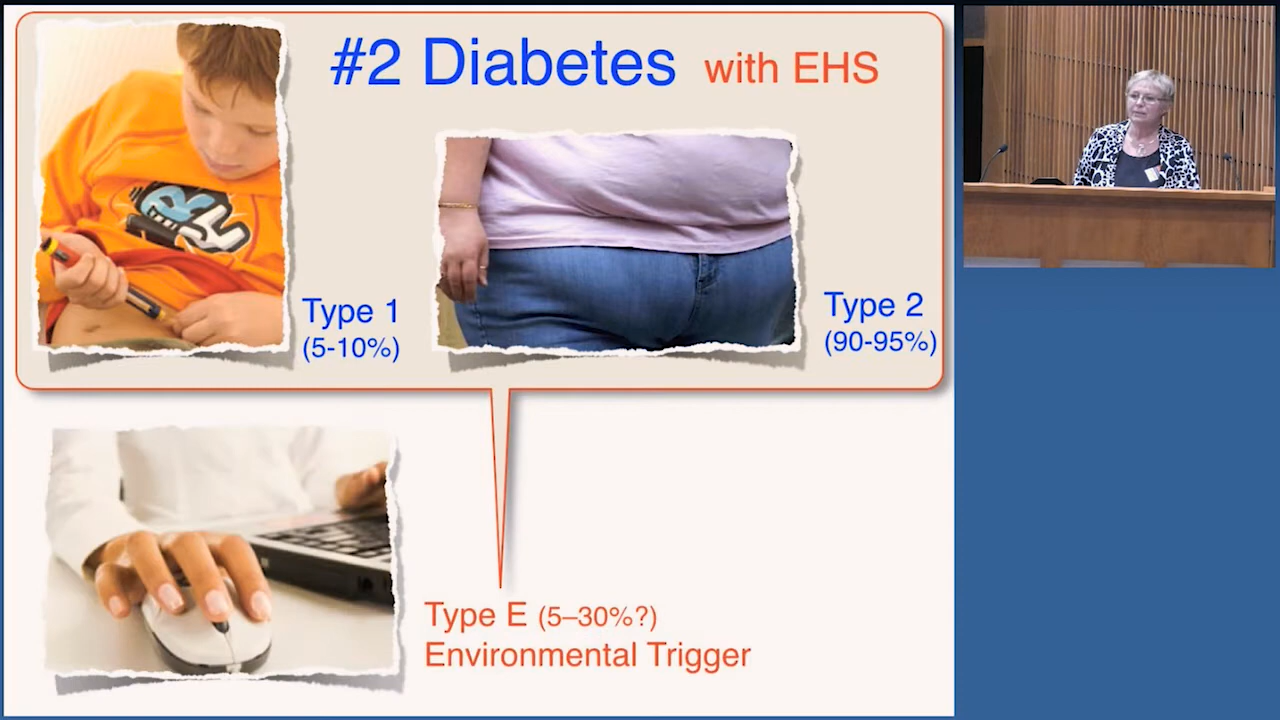 #2 Diabetes with EHS
Type 1
(5-10%)
Type 2
(90-95%)
Type E (5–30%?)
Environmental Trigger